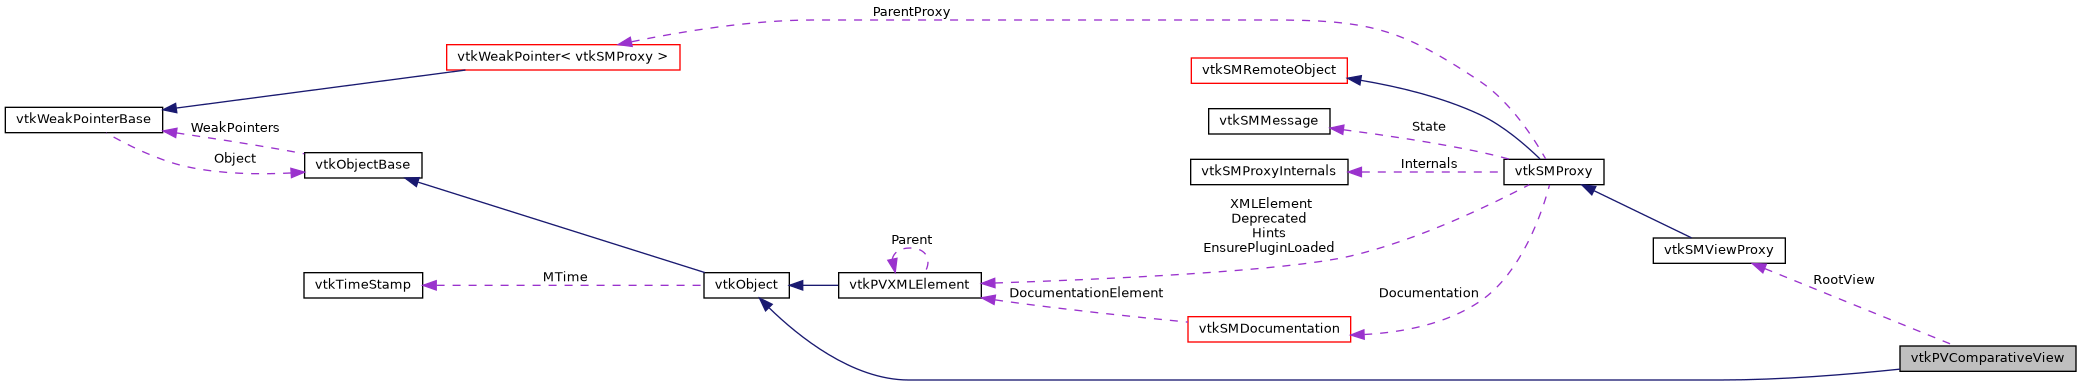 ParentProxy
vtkWeakPointer< vtkSMProxy >
vtkSMRemoteObject
vtkWeakPointerBase
vtkSMMessage
WeakPointers
State
Object
vtkObjectBase
Internals
vtkSMProxyInternals
vtkSMProxy
XMLElement
Deprecated
Hints
EnsurePluginLoaded
Parent
vtkSMViewProxy
MTime
vtkTimeStamp
vtkObject
vtkPVXMLElement
RootView
DocumentationElement
Documentation
vtkSMDocumentation
vtkPVComparativeView